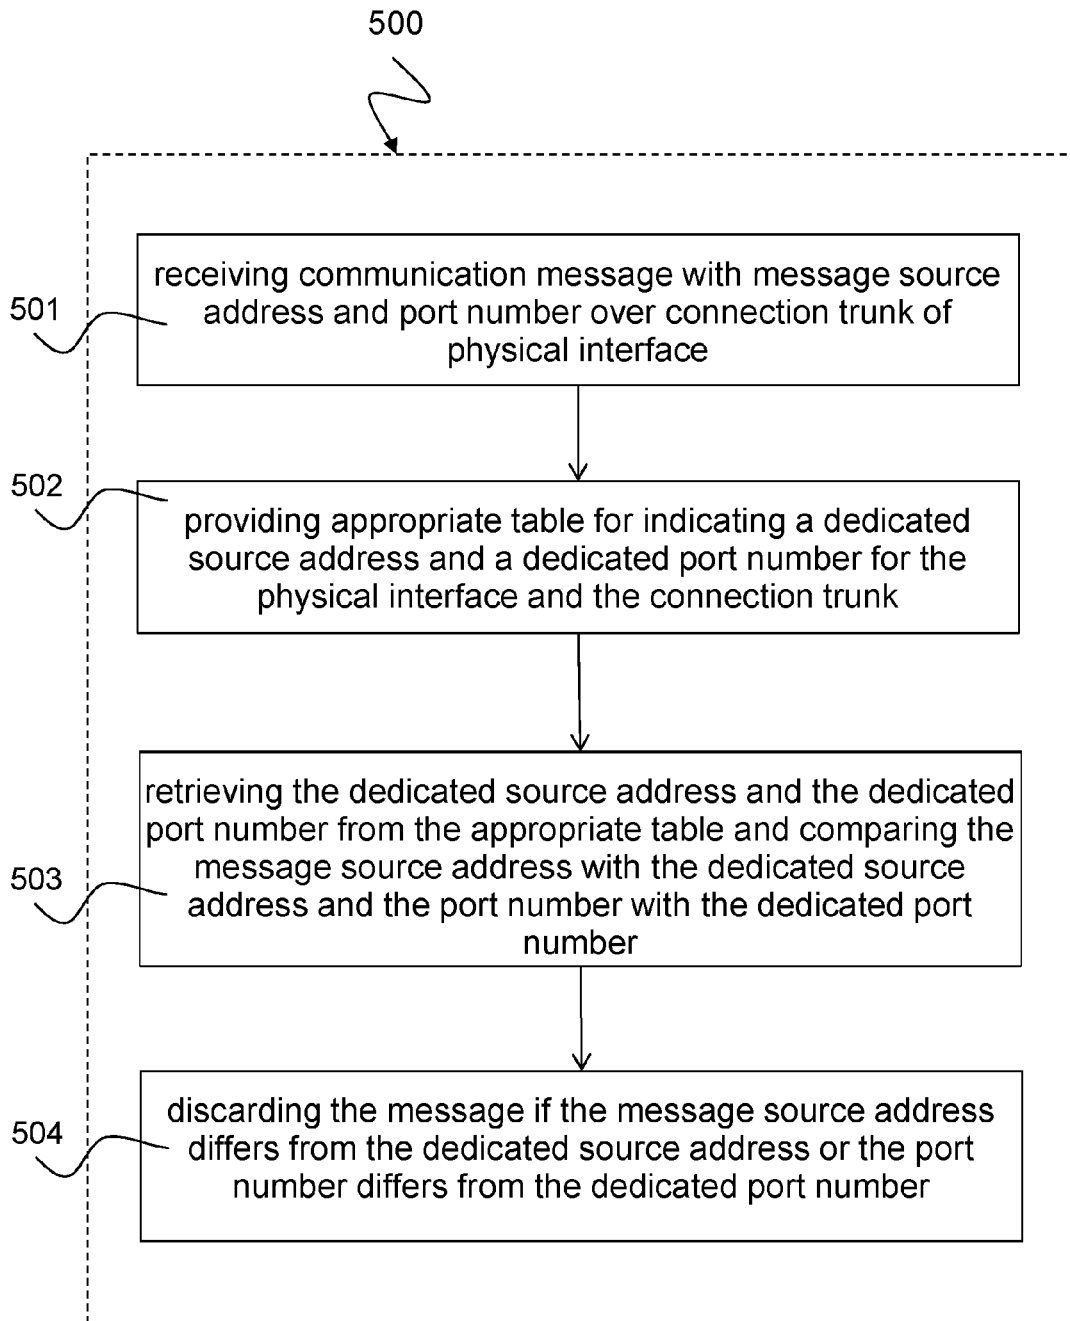 500
501
receiving communication message with message source
address and port number over connection trunk of
physical interface
502
providing appropriate table for indicating a dedicated
source address and a dedicated port number for the
physical interface and the connection trunk
503
retrieving the dedicated source address and the dedicated
port number from the appropriate table and comparing the
message source address with the dedicated source
address and the port number with the dedicated port
number
504
discarding the message if the message source address
differs from the dedicated source address or the port
number differs from the dedicated port number